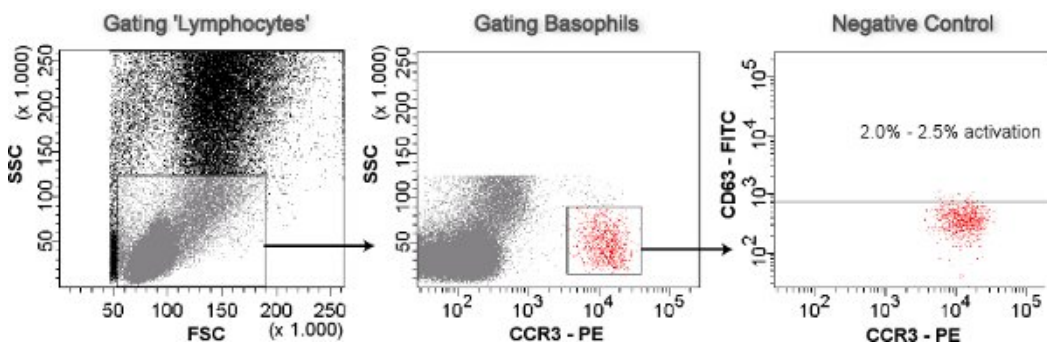 Gating 'Lymphocytes'
SSC
(x 1.000)
50 100 150 200 250
50 100 150 200 250
FSC
(x 1.000)
Gating Basophils
SSC
(x 1.000)
50 100 150 200 250
10² 10³ 10⁴ 10⁵
CCR3 - PE
Negative Control
CD63 - FITC
10² 10³ 10⁴ 10⁵
2.0% - 2.5% activation
10² 10³ 10⁴ 10⁵
CCR3 - PE